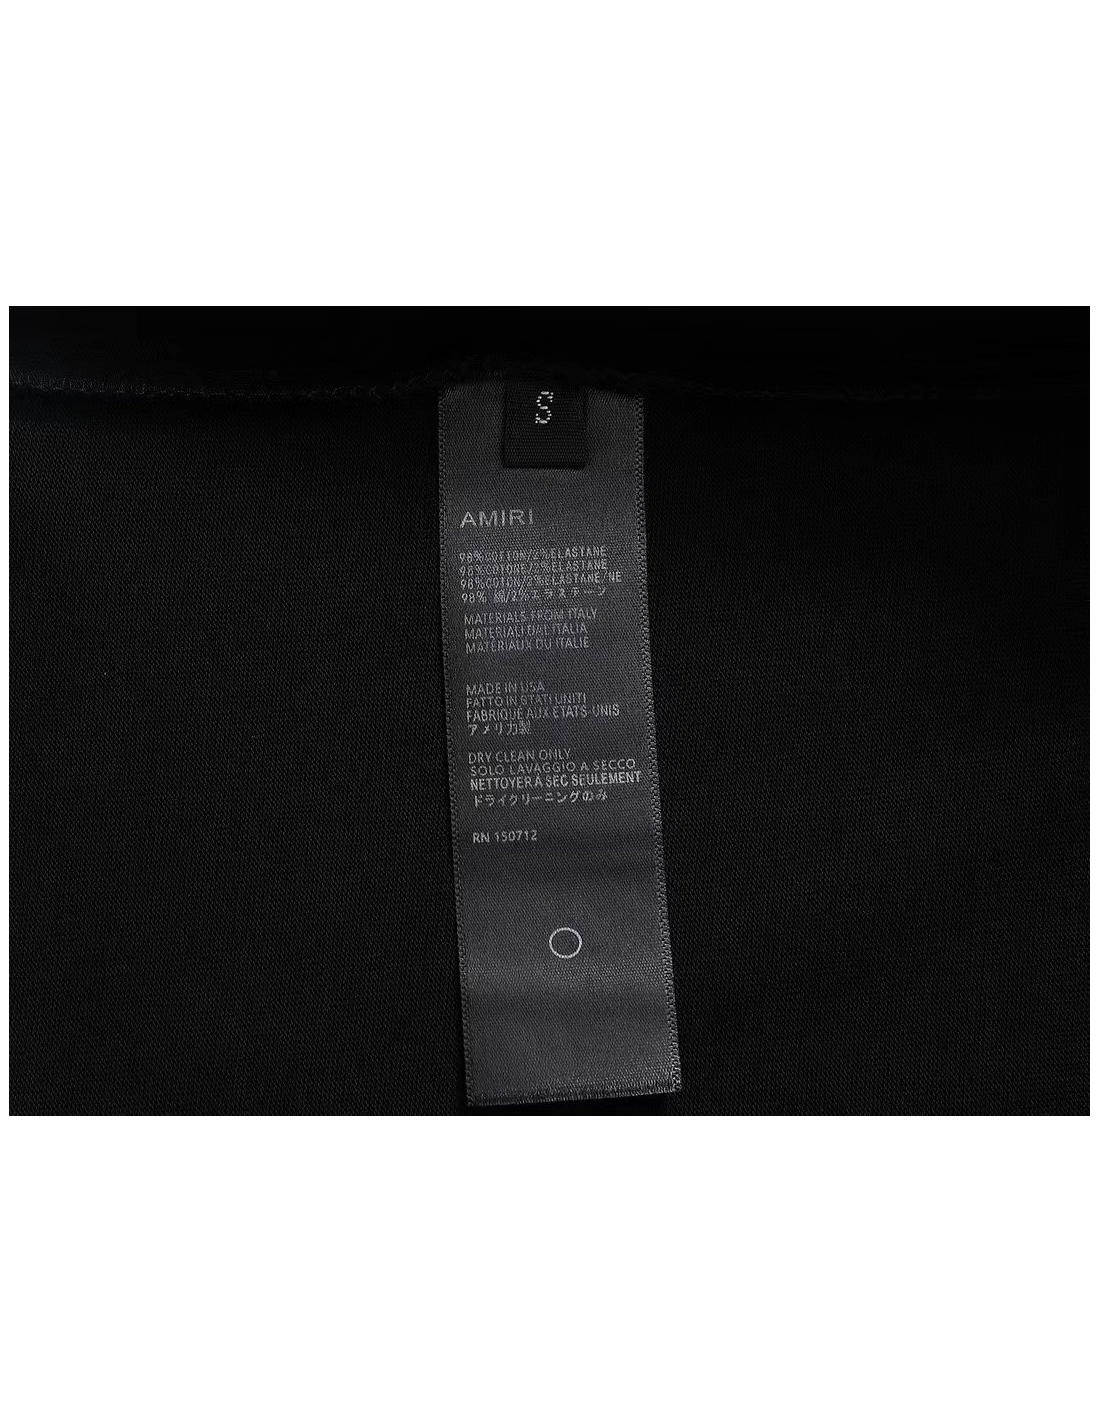 S
AMIRI
98%COTTON/2%ELASTANE
98%COTONE/2%ELASTANE
98%COTON/2%ELASTANE/NE
98% 綿/2%エラステーン
MATERIALS FROM ITALY
MATERIALI DAL ITALIA
MATERIAUX DU ITALIE
MADE IN USA
FATTO IN STATI UNITI
FABRIQUE AUX ETATS-UNIS
アメリカ製
DRY CLEAN ONLY
SOLO LAVAGGIO A SECCO
NETTOYER À SEC SEULEMENT
ドライクリーニングのみ
RN 150712